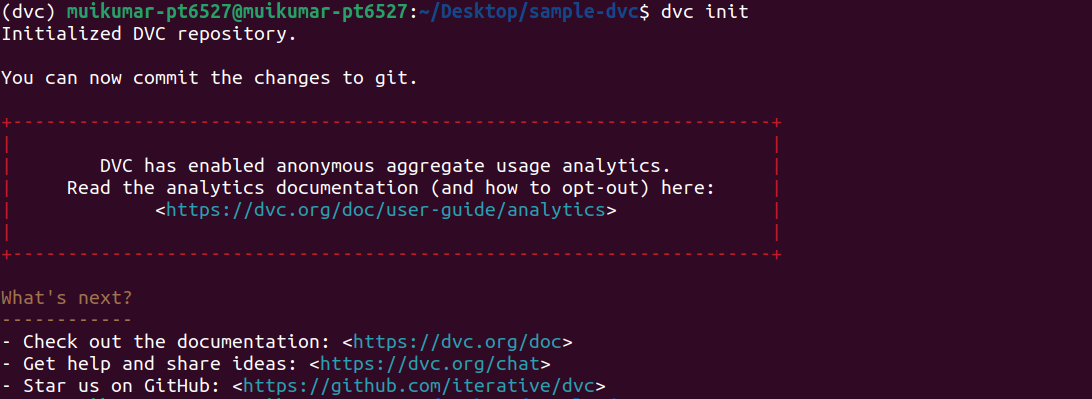 (dvc) muikumar-pt6527@muikumar-pt6527:~/Desktop/sample-dvc$ dvc init
Initialized DVC repository.
You can now commit the changes to git.
+---------------------------------------------------------------------+
|                                                                     |
|        DVC has enabled anonymous aggregate usage analytics.         |
|     Read the analytics documentation (and how to opt-out) here:     |
|             <https://dvc.org/doc/user-guide/analytics>              |
|                                                                     |
+---------------------------------------------------------------------+
What's next?
------------
- Check out the documentation: <https://dvc.org/doc>
- Get help and share ideas: <https://dvc.org/chat>
- Star us on GitHub: <https://github.com/iterative/dvc>